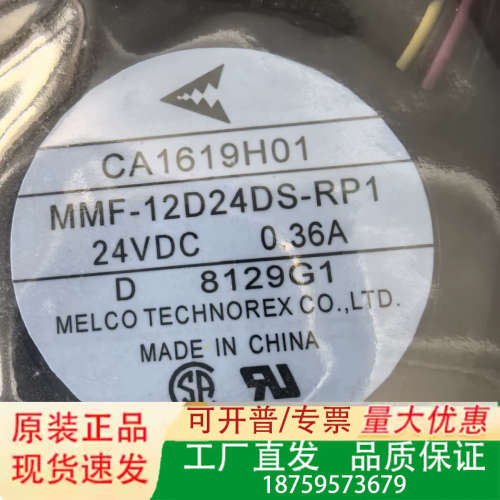 CA1619H01
MMF-12D24DS-RP1
24VDC 0.36A
D 8129G1
MELCO TECHNOREX CO.,LTD.
MADE IN CHINA
SA
UR
原装正品
现货速发
可开普/专票 量大优惠
工厂直发 品质保证
18759573679